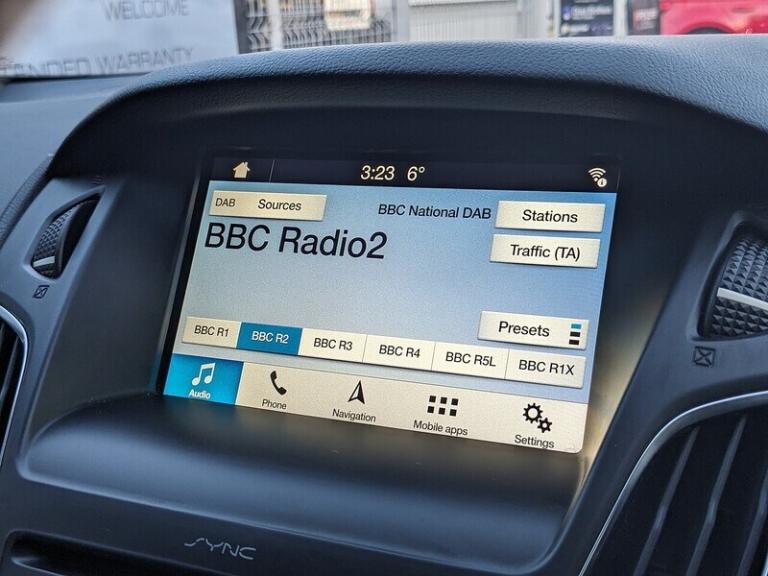 WELCOME
WARRANTY
3:23 6°
DAB Sources
BBC National DAB
Stations
BBC Radio2
Traffic (TA)
Presets
BBC R1
BBC R2
BBC R3
BBC R4
BBC R5L
BBC R1X
Audio
Phone
Navigation
Mobile apps
Settings
SYNC